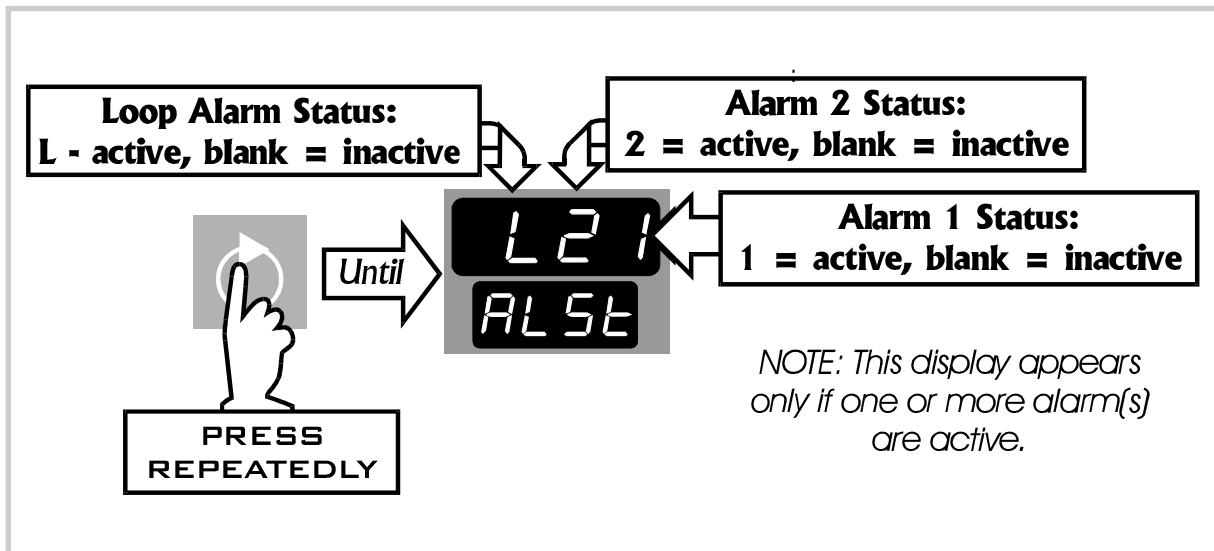 Loop Alarm Status:
L - active, blank = inactive
Alarm 2 Status:
2 = active, blank = inactive
L21
Alarm 1 Status:
1 = active, blank = inactive
Until
ALSt
NOTE: This display appears
only if one or more alarm(s)
are active.
PRESS
REPEATEDLY